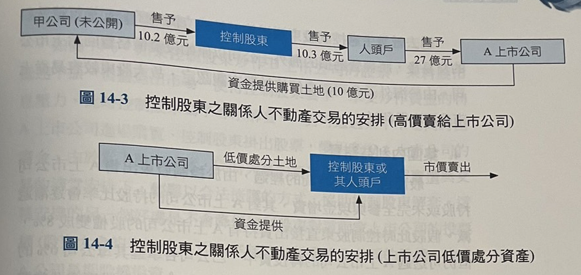 甲公司 (未公開)
售予
10.2 億元
控制股東
售予
10.3 億元
人頭戶
售予
27 億元
A 上市公司
資金提供購買土地 (10 億元)
圖 14-3 控制股東之關係人不動產交易的安排 (高價賣給上市公司)
A 上市公司
低價處分土地
控制股東或
其人頭戶
市價賣出
資金提供
圖 14-4 控制股東之關係人不動產交易的安排 (上市公司低價處分資產)